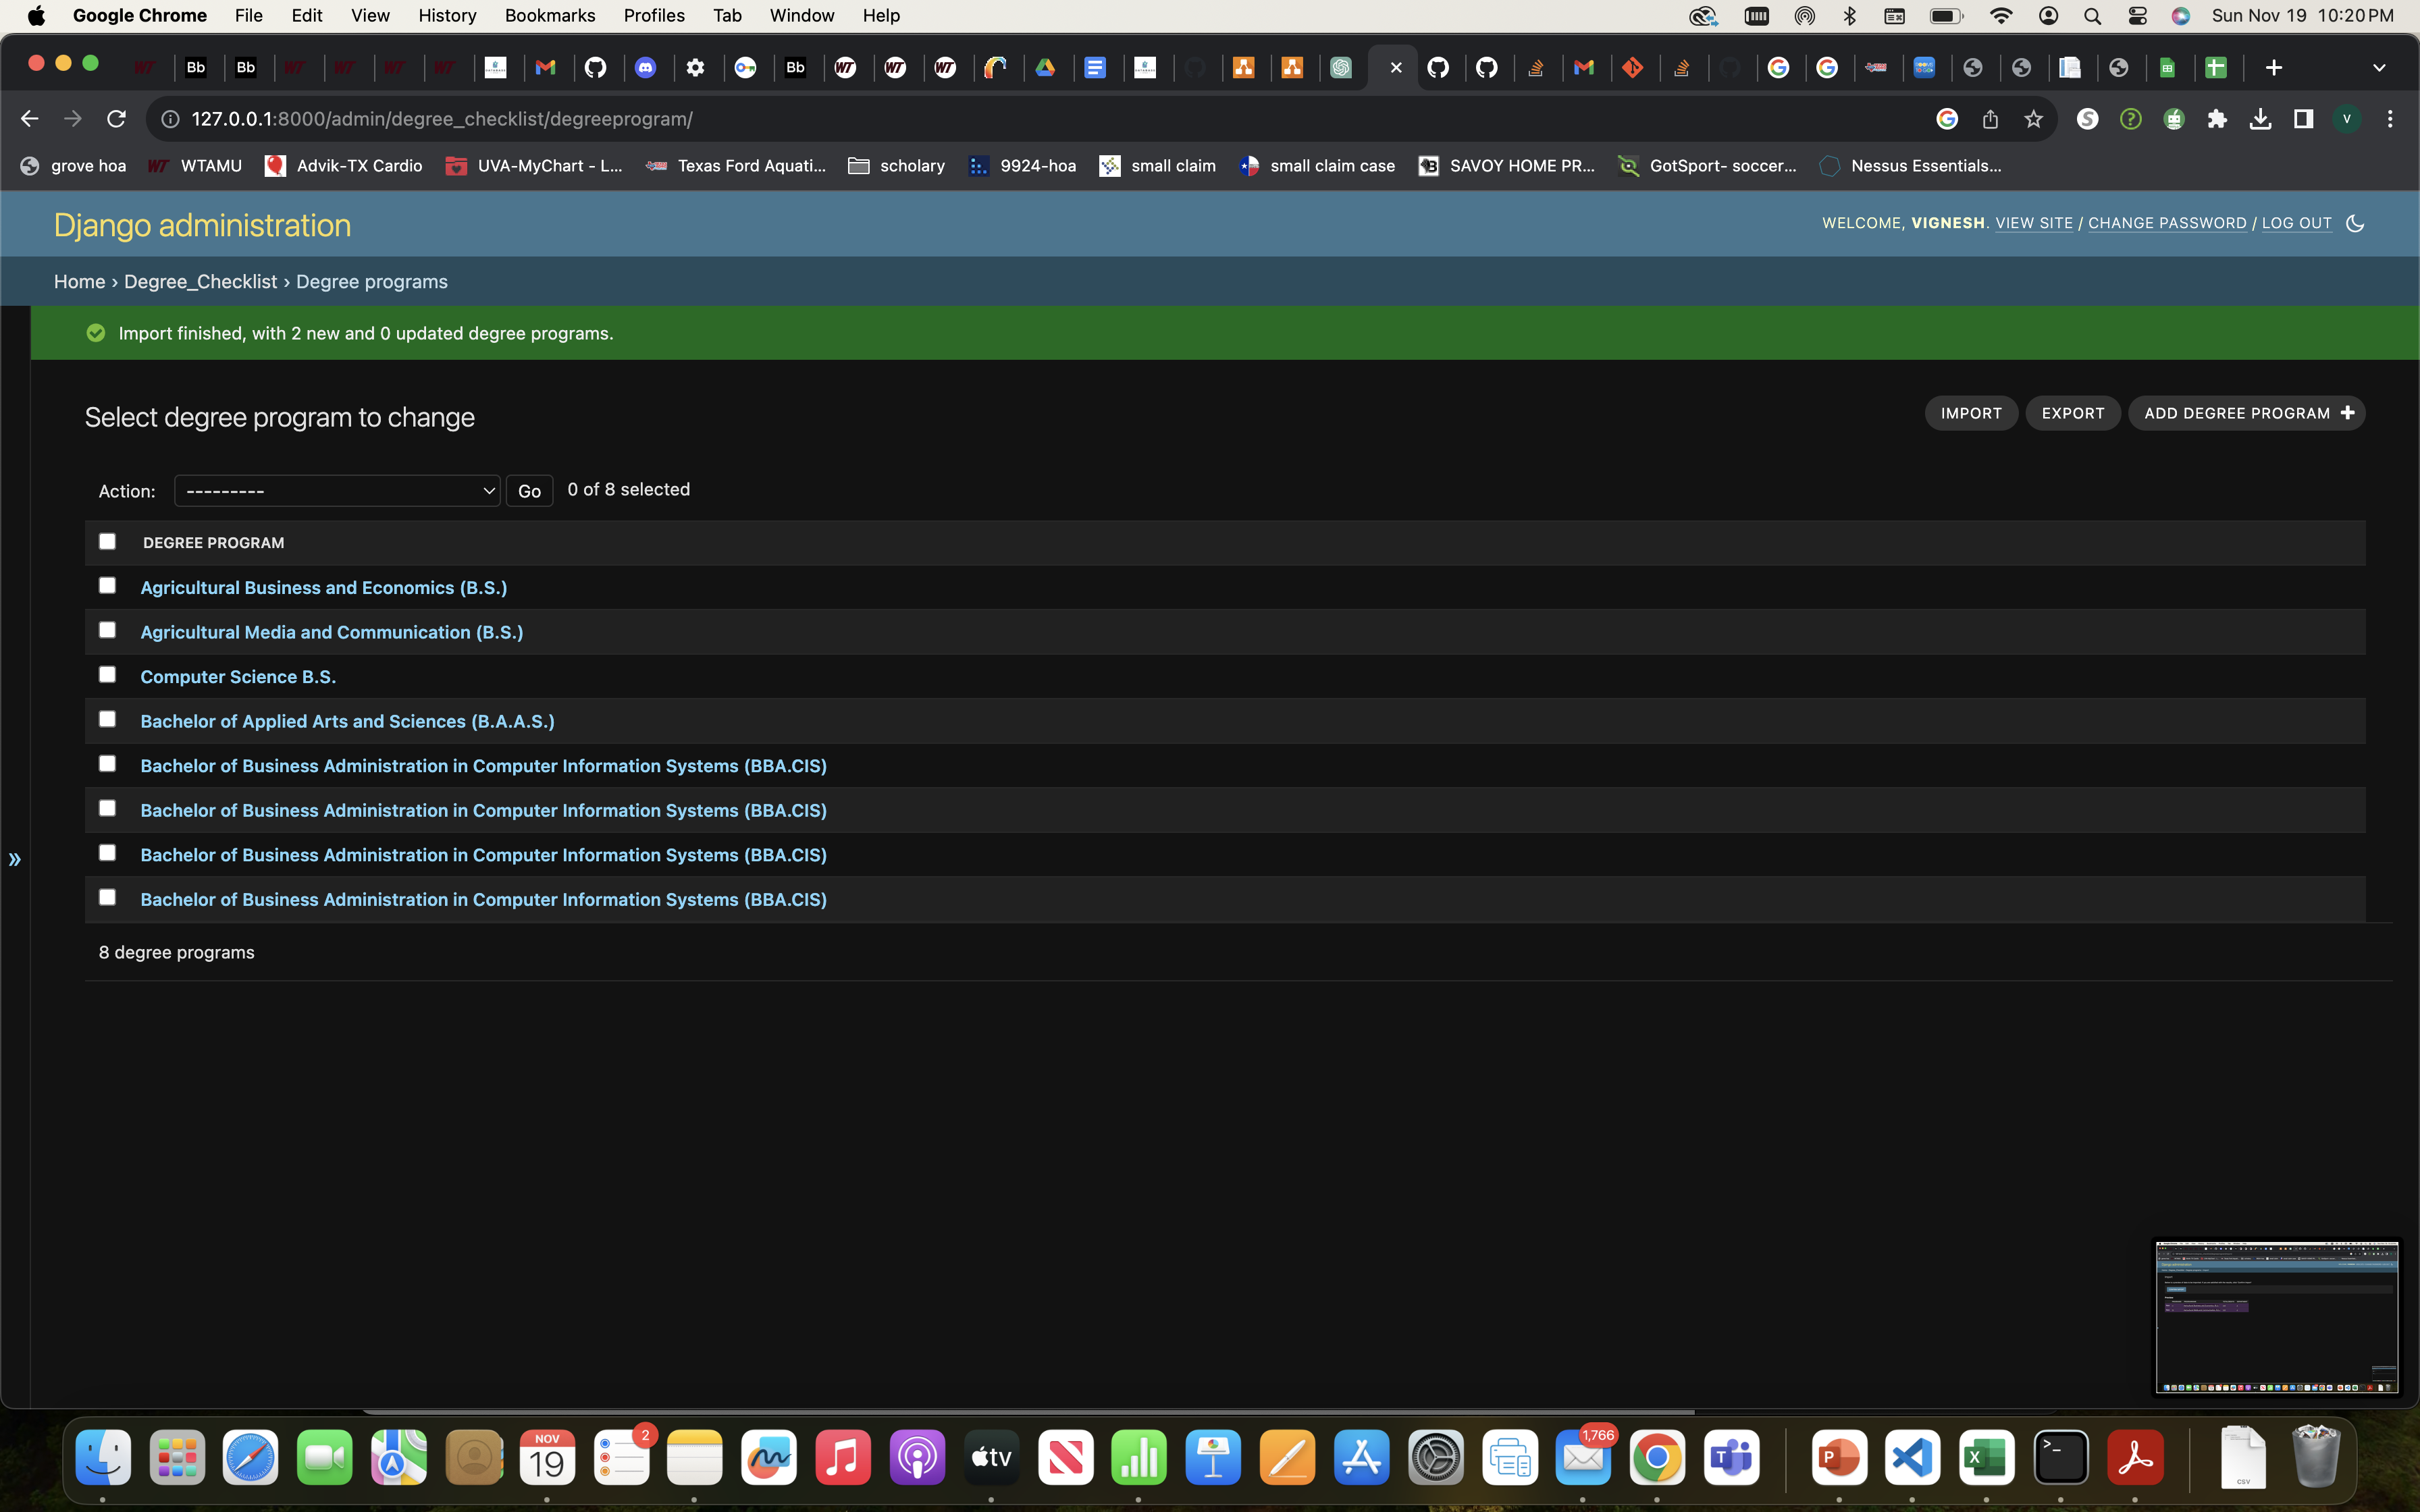 Google Chrome File Edit View History Bookmarks Profiles Tab Window Help Sun Nov 19 10:20 PM
127.0.0.1:8000/admin/degree_checklist/degreeprogram/
grove hoa WTAMU Advik-TX Cardio UVA-MyChart - L... Texas Ford Aquati... scholary 9924-hoa small claim small claim case SAVOY HOME PR... GotSport- soccer... Nessus Essentials...
Django administration
WELCOME, VIGNESH. VIEW SITE / CHANGE PASSWORD / LOG OUT
Home › Degree_Checklist › Degree programs
Import finished, with 2 new and 0 updated degree programs.
Select degree program to change
IMPORT EXPORT ADD DEGREE PROGRAM +
Action: --------- Go 0 of 8 selected
DEGREE PROGRAM
Agricultural Business and Economics (B.S.)
Agricultural Media and Communication (B.S.)
Computer Science B.S.
Bachelor of Applied Arts and Sciences (B.A.A.S.)
Bachelor of Business Administration in Computer Information Systems (BBA.CIS)
Bachelor of Business Administration in Computer Information Systems (BBA.CIS)
Bachelor of Business Administration in Computer Information Systems (BBA.CIS)
Bachelor of Business Administration in Computer Information Systems (BBA.CIS)
8 degree programs
NOV
19
2
tv
1,766
CSV